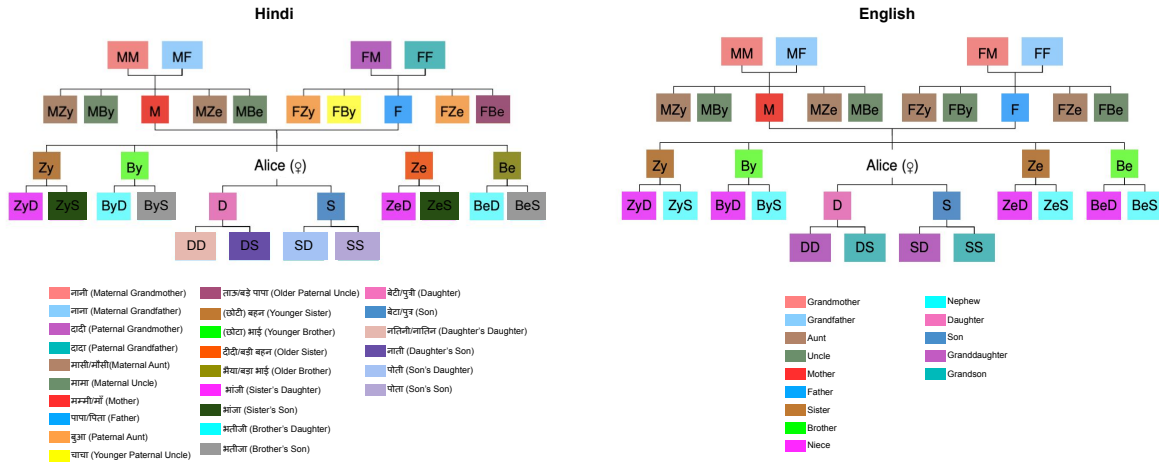 Hindi
MM MF FM FF
MZy MBy M MZe MBe FZy FBy F FZe FBe
Zy By Alice (♀) Ze Be
ZyD ZyS ByD ByS D S ZeD ZeS BeD BeS
DD DS SD SS
नानी (Maternal Grandmother)
नाना (Maternal Grandfather)
दादी (Paternal Grandmother)
दादा (Paternal Grandfather)
मासी/मौसी(Maternal Aunt)
मामा (Maternal Uncle)
मम्मी/माँ (Mother)
पापा/पिता (Father)
बुआ (Paternal Aunt)
चाचा (Younger Paternal Uncle)
ताऊ/बड़े पापा (Older Paternal Uncle)
(छोटी) बहन (Younger Sister)
(छोटा) भाई (Younger Brother)
दीदी/बड़ी बहन (Older Sister)
भैया/बड़ा भाई (Older Brother)
भांजी (Sister's Daughter)
भांजा (Sister's Son)
भतीजी (Brother's Daughter)
भतीजा (Brother's Son)
बेटी/पुत्री (Daughter)
बेटा/पुत्र (Son)
नतिनी/नातिन (Daughter's Daughter)
नाती (Daughter's Son)
पोती (Son's Daughter)
पोता (Son's Son)
English
MM MF FM FF
MZy MBy M MZe MBe FZy FBy F FZe FBe
Zy By Alice (♀) Ze Be
ZyD ZyS ByD ByS D S ZeD ZeS BeD BeS
DD DS SD SS
Grandmother
Grandfather
Aunt
Uncle
Mother
Father
Sister
Brother
Niece
Nephew
Daughter
Son
Granddaughter
Grandson